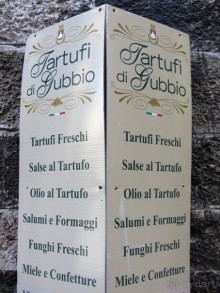 Tartufi
di Gubbio
Tartufi Freschi
Salse al Tartufo
Olio al Tartufo
Salumi e Formaggi
Funghi Freschi
Miele e Confetture
Tartufi
di Gubbio
Tartufi Freschi
Salse al Tartufo
Olio al Tartufo
Salumi e Formaggi
Funghi Freschi
Miele e Confetture